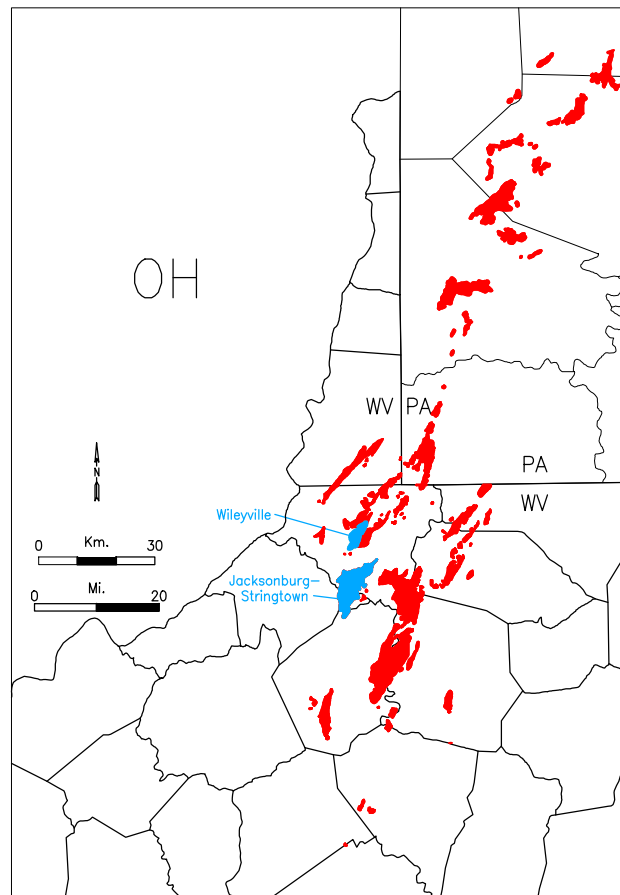 OH
WV PA
PA
WV
N
Wileyville
Km.
0 30
Jacksonburg-
Stringtown
Mi.
0 20